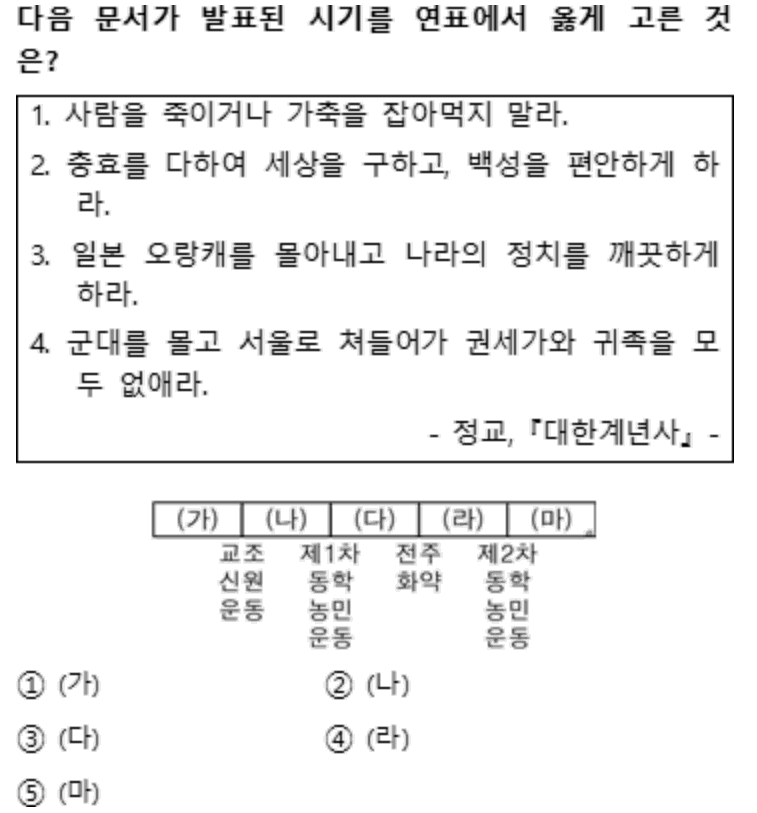 다음 문서가 발표된 시기를 연표에서 옳게 고른 것
은?
1. 사람을 죽이거나 가축을 잡아먹지 말라.
2. 충효를 다하여 세상을 구하고, 백성을 편안하게 하
라.
3. 일본 오랑캐를 몰아내고 나라의 정치를 깨끗하게
하라.
4. 군대를 몰고 서울로 쳐들어가 권세가와 귀족을 모
두 없애라.
- 정교, 『대한계년사』 -
(가) (나) (다) (라) (마)
교조 제1차 전주 제2차
신원 동학 화약 동학
운동 농민 농민
운동 운동
① (가) ② (나)
③ (다) ④ (라)
⑤ (마)